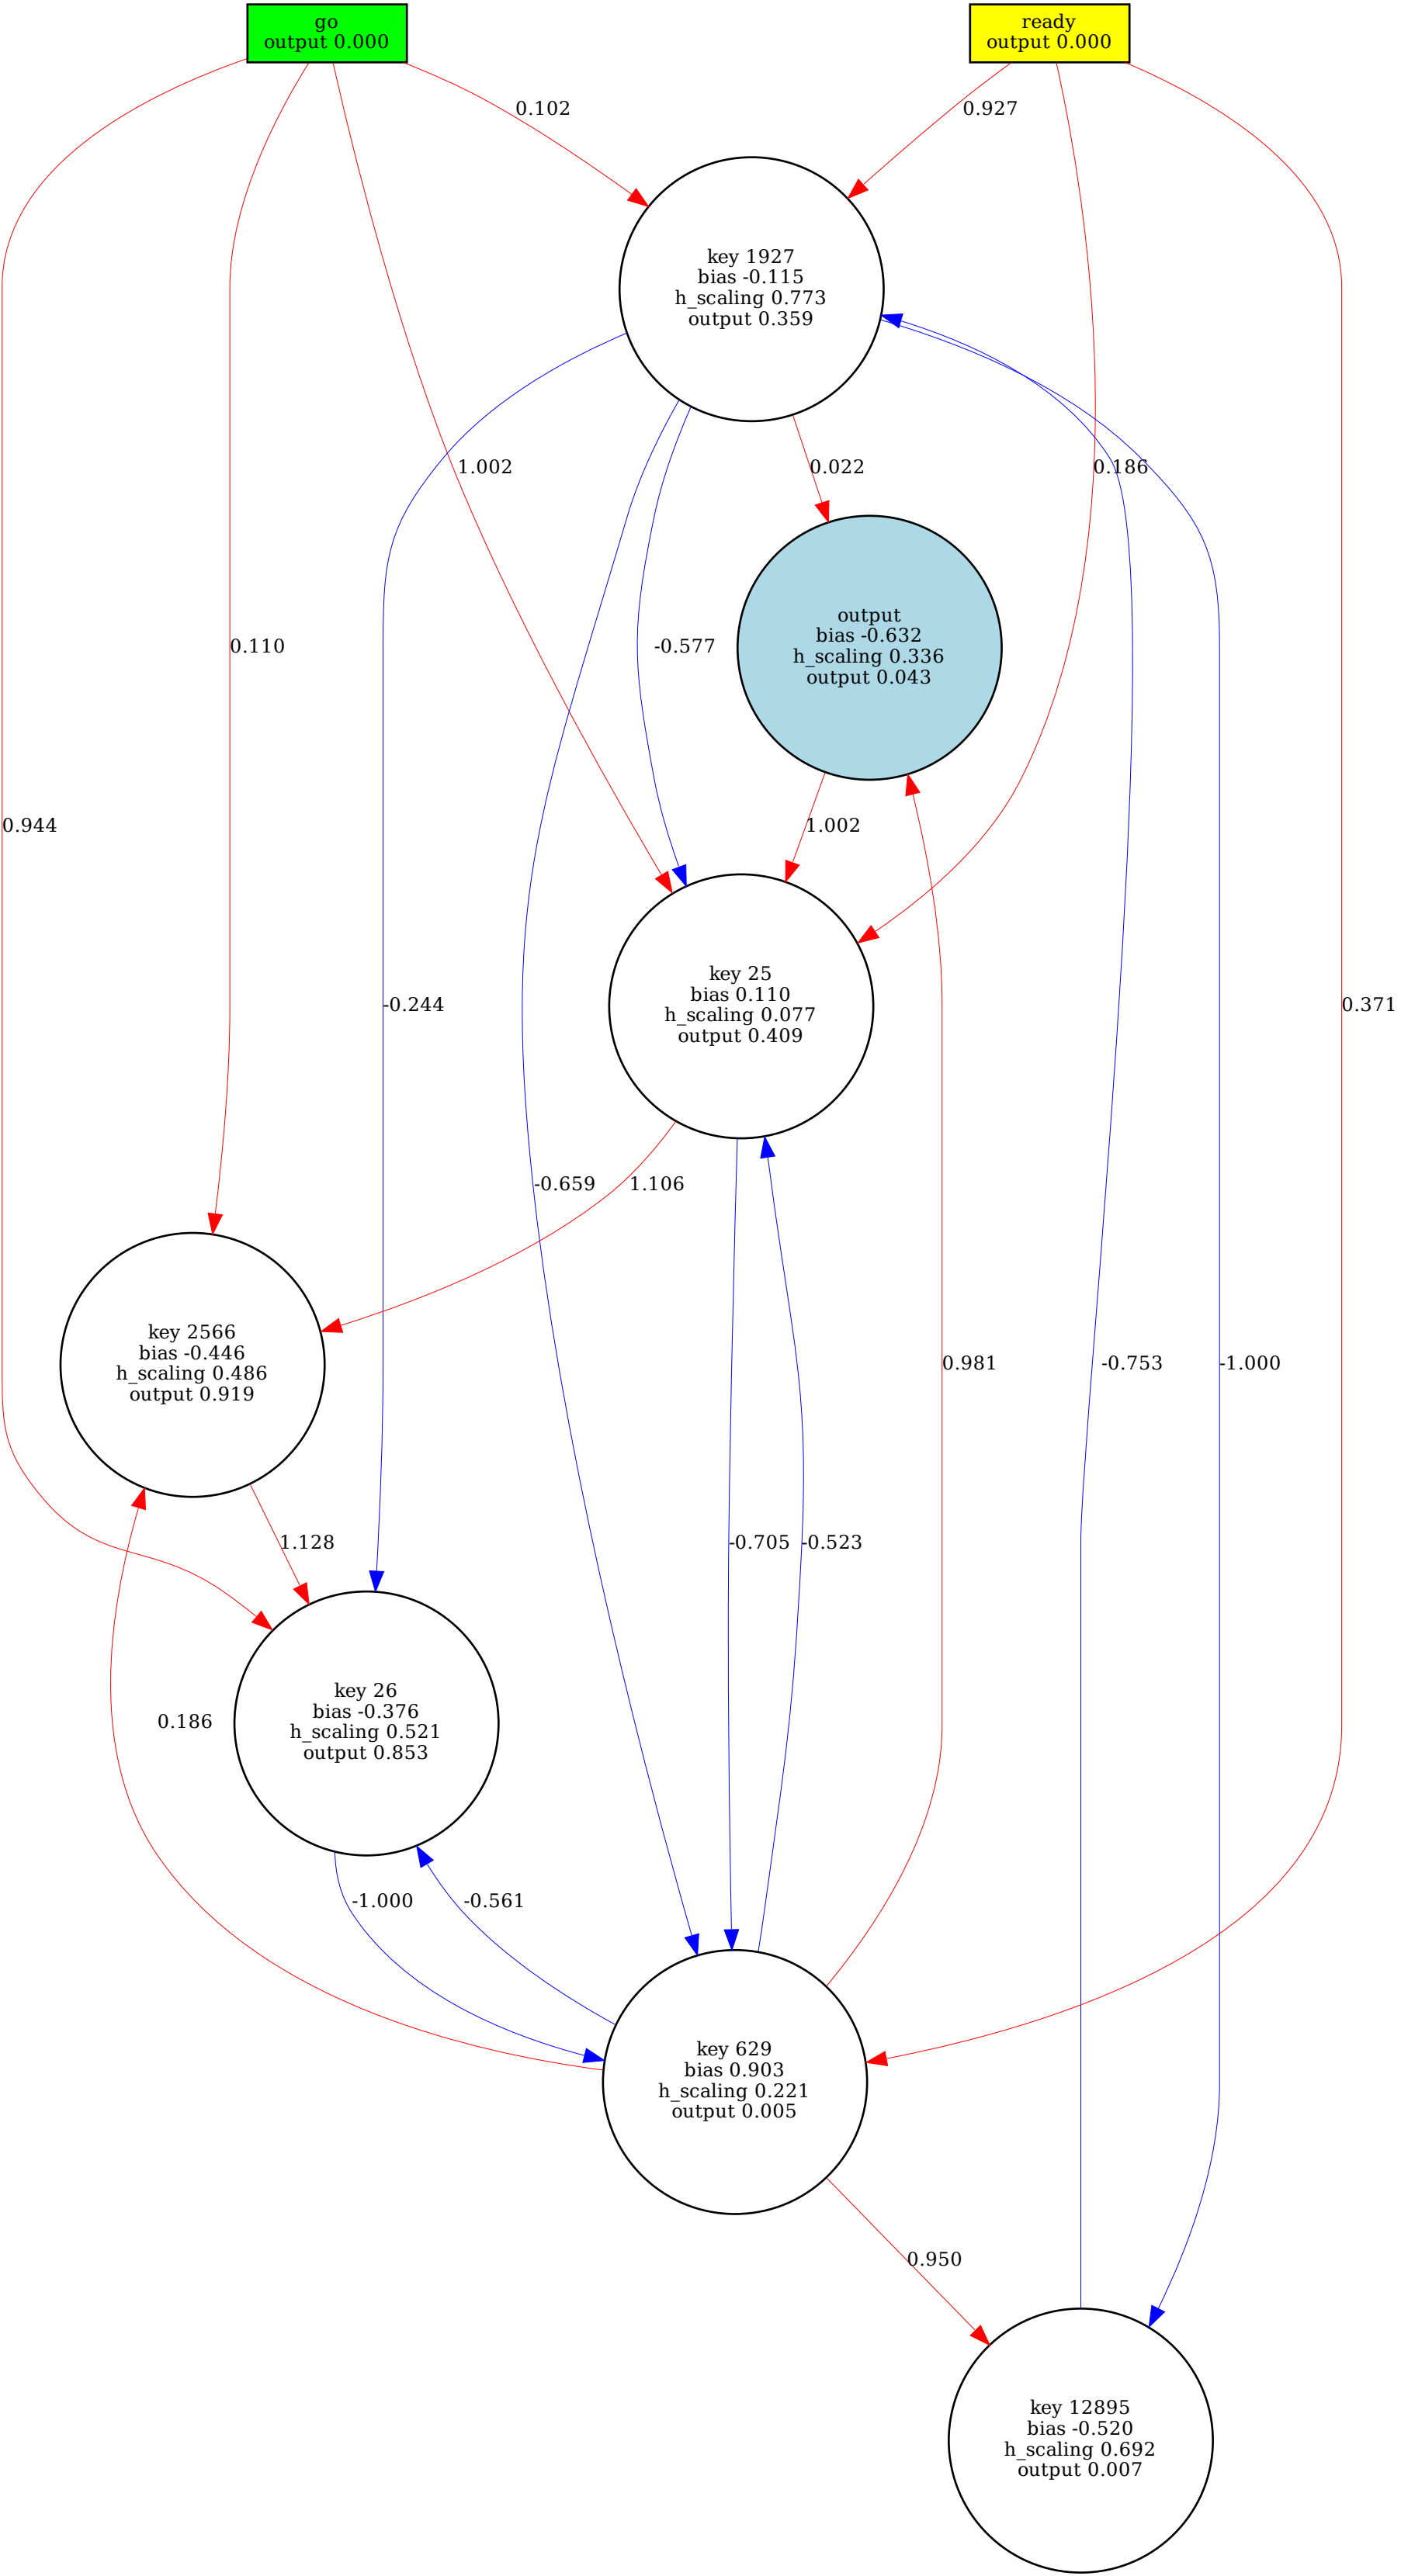 go
output 0.000
ready
output 0.000
0.102
0.927
key 1927
bias -0.115
h_scaling 0.773
output 0.359
1.002
0.022
0.186
output
bias -0.632
h_scaling 0.336
output 0.043
0.110
-0.577
0.944
1.002
key 25
bias 0.110
h_scaling 0.077
output 0.409
-0.244
0.371
-0.659
1.106
key 2566
bias -0.446
h_scaling 0.486
output 0.919
0.981
-0.753
-1.000
1.128
-0.705
-0.523
key 26
bias -0.376
h_scaling 0.521
output 0.853
0.186
-1.000
-0.561
key 629
bias 0.903
h_scaling 0.221
output 0.005
0.950
key 12895
bias -0.520
h_scaling 0.692
output 0.007